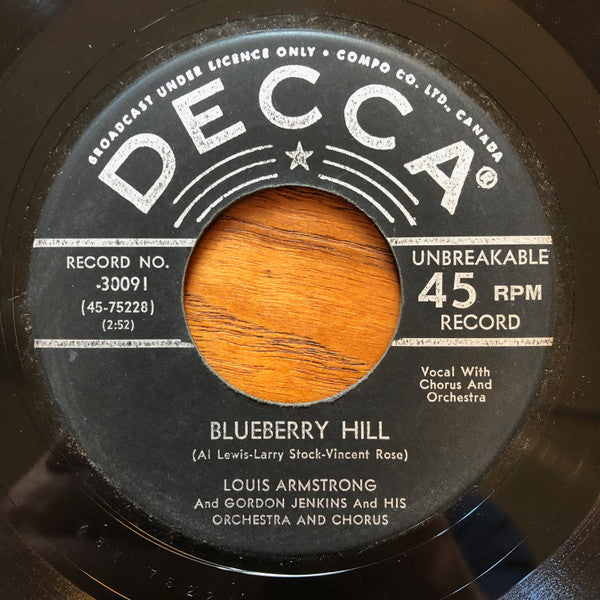 BROADCAST UNDER LICENCE ONLY • COMPO CO. LTD., CANADA
DECCA®
RECORD NO.
-30091
(45-75228)
(2:52)
UNBREAKABLE
45 RPM
RECORD
Vocal With
Chorus And
Orchestra
BLUEBERRY HILL
(Al Lewis-Larry Stock-Vincent Rose)
LOUIS ARMSTRONG
And GORDON JENKINS And HIS
ORCHESTRA AND CHORUS